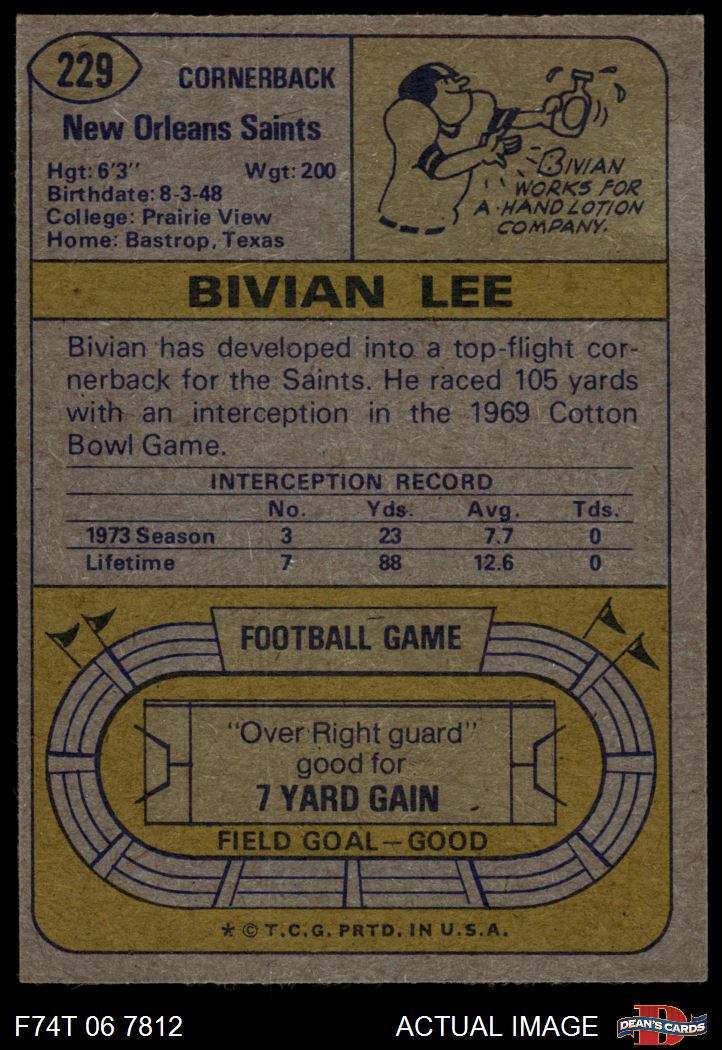 229
CORNERBACK
New Orleans Saints
Hgt: 6'3" Wgt: 200
Birthdate: 8-3-48
College: Prairie View
Home: Bastrop, Texas
BIVIAN
WORKS FOR
A HAND LOTION
COMPANY.
BIVIAN LEE
Bivian has developed into a top-flight cor-
nerback for the Saints. He raced 105 yards
with an interception in the 1969 Cotton
Bowl Game.
INTERCEPTION RECORD
No. Yds. Avg. Tds.
1973 Season 3 23 7.7 0
Lifetime 7 88 12.6 0
FOOTBALL GAME
"Over Right guard"
good for
7 YARD GAIN
FIELD GOAL—GOOD
* © T.C.G. PRTD. IN U.S.A.
F74T 06 7812 ACTUAL IMAGE
DEAN'S CARDS